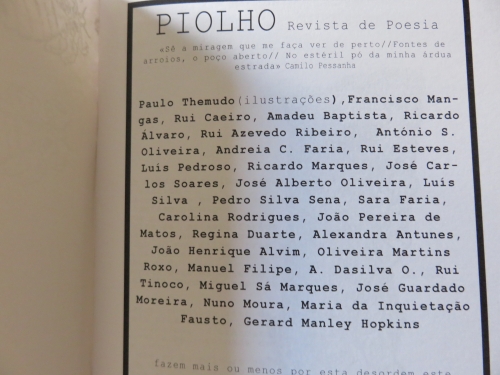 PIOLHO Revista de Poesia
«Sê a miragem que me faça ver de perto//Fontes de
arroios, o poço aberto// No estéril pó da minha árdua
estrada» Camilo Pessanha
Paulo Themudo(ilustrações),Francisco Man-
gas, Rui Caeiro, Amadeu Baptista, Ricardo
Álvaro, Rui Azevedo Ribeiro, António S.
Oliveira, Andreia C. Faria, Rui Esteves,
Luís Pedroso, Ricardo Marques, José Car-
los Soares, José Alberto Oliveira, Luís
Silva , Pedro Silva Sena, Sara Faria,
Carolina Rodrigues, João Pereira de
Matos, Regina Duarte, Alexandra Antunes,
João Henrique Alvim, Oliveira Martins
Roxo, Manuel Filipe, A. Dasilva O., Rui
Tinoco, Miguel Sá Marques, José Guardado
Moreira, Nuno Moura, Maria da Inquietação
Fausto, Gerard Manley Hopkins
fazem mais ou menos por esta desordem este